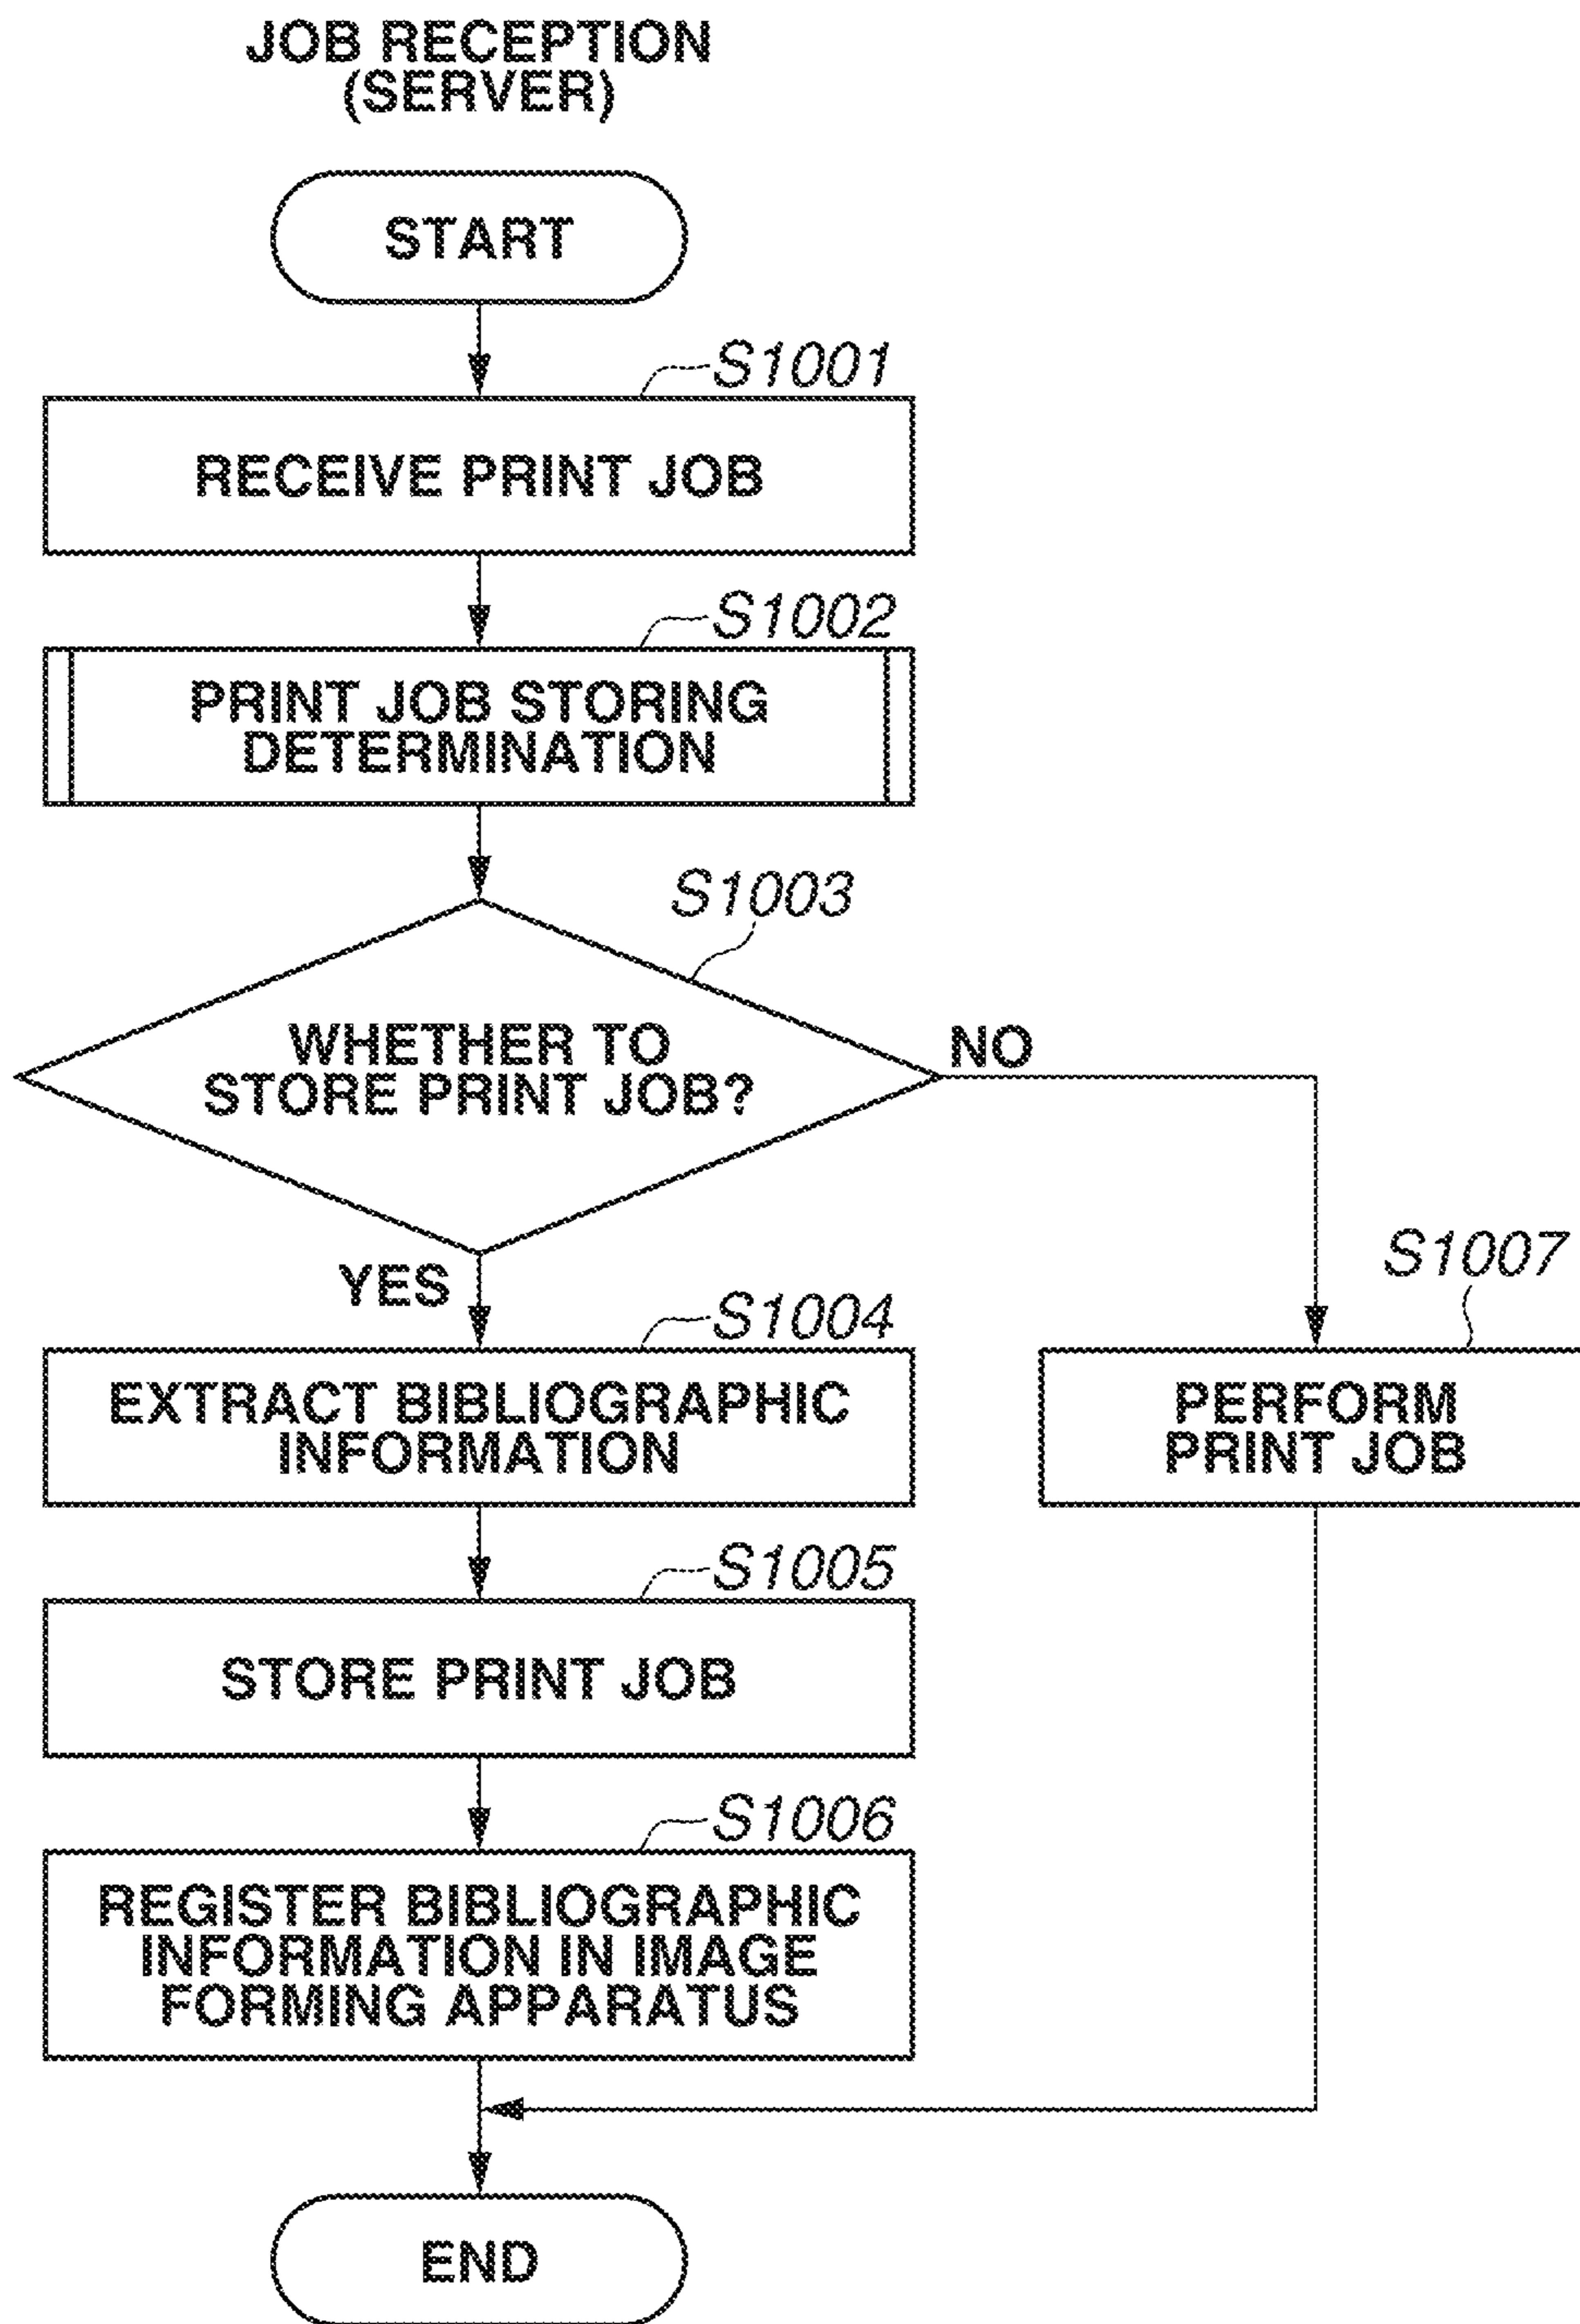 JOB RECEPTION
(SERVER)
START
S1001
RECEIVE PRINT JOB
S1002
PRINT JOB STORING
DETERMINATION
S1003
WHETHER TO
STORE PRINT JOB?
NO
YES
S1004
EXTRACT BIBLIOGRAPHIC
INFORMATION
S1007
PERFORM
PRINT JOB
S1005
STORE PRINT JOB
S1006
REGISTER BIBLIOGRAPHIC
INFORMATION IN IMAGE
FORMING APPARATUS
END